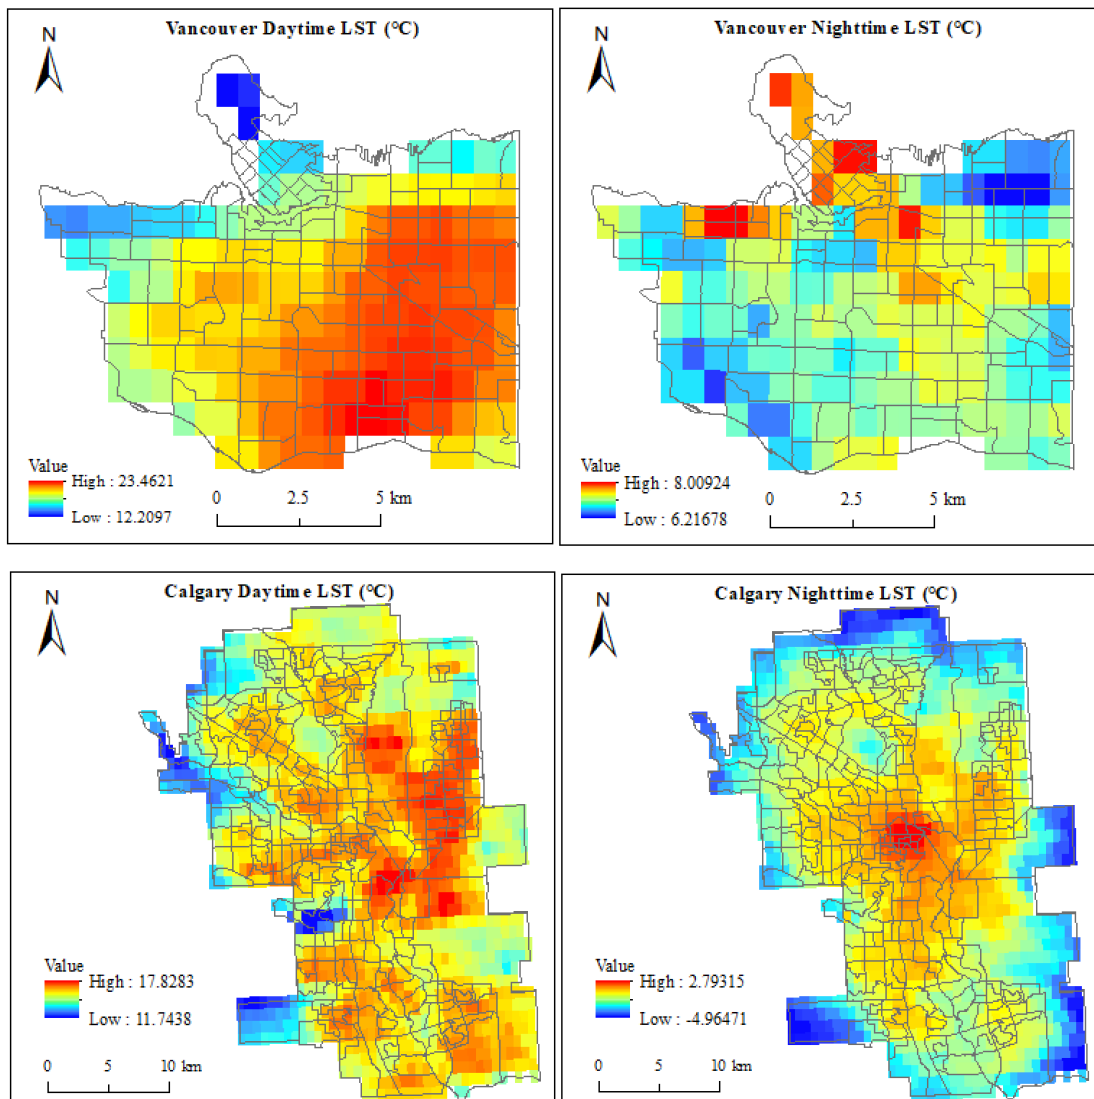 Vancouver Daytime LST (°C)
N
Value
High : 23.4621
Low : 12.2097
0 2.5 5 km
Vancouver Nighttime LST (°C)
N
Value
High : 8.00924
Low : 6.21678
0 2.5 5 km
Calgary Daytime LST (°C)
N
Value
High : 17.8283
Low : 11.7438
0 5 10 km
Calgary Nighttime LST (°C)
N
Value
High : 2.79315
Low : -4.96471
0 5 10 km